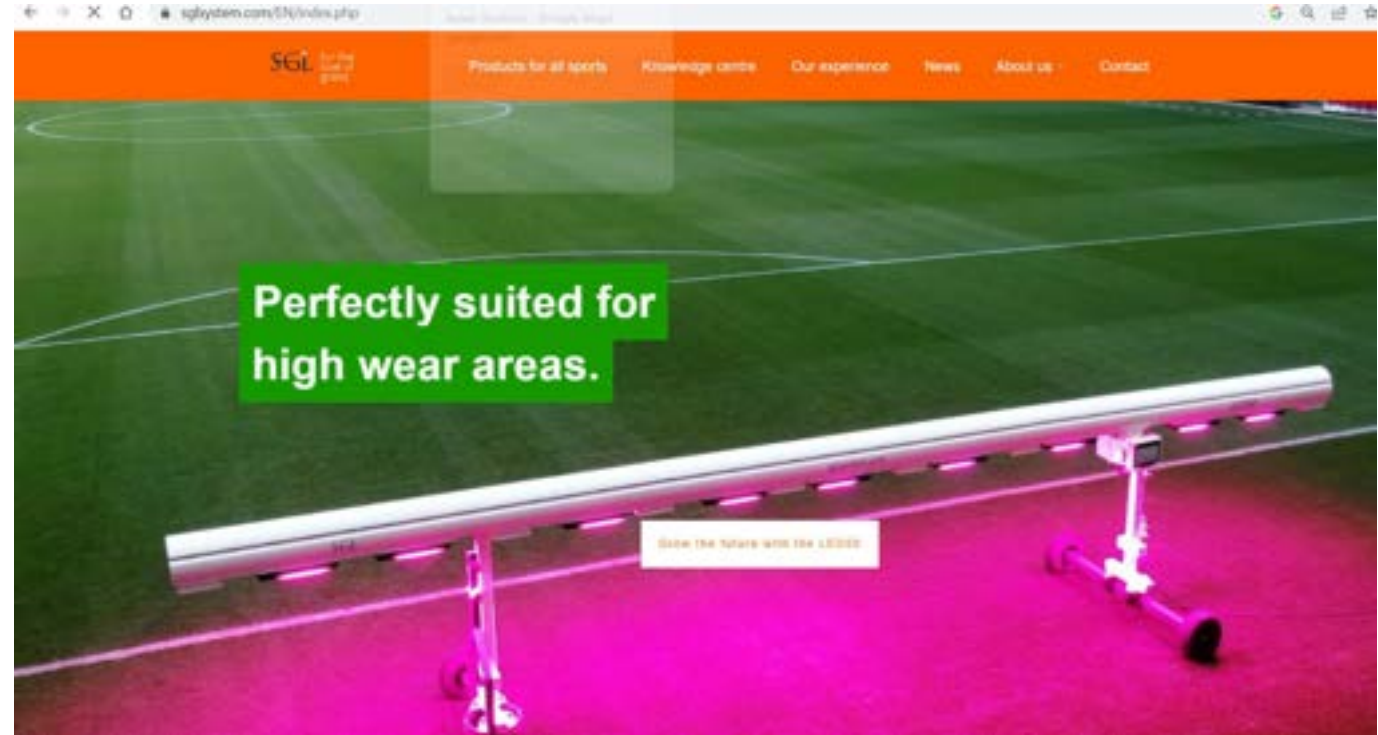 sglsystem.com/EN/index.php
SGL
Products for all sports
Knowledge centre
Our experience
News
About us
Contact
Perfectly suited for
high wear areas.
SGL
Grow the future with the